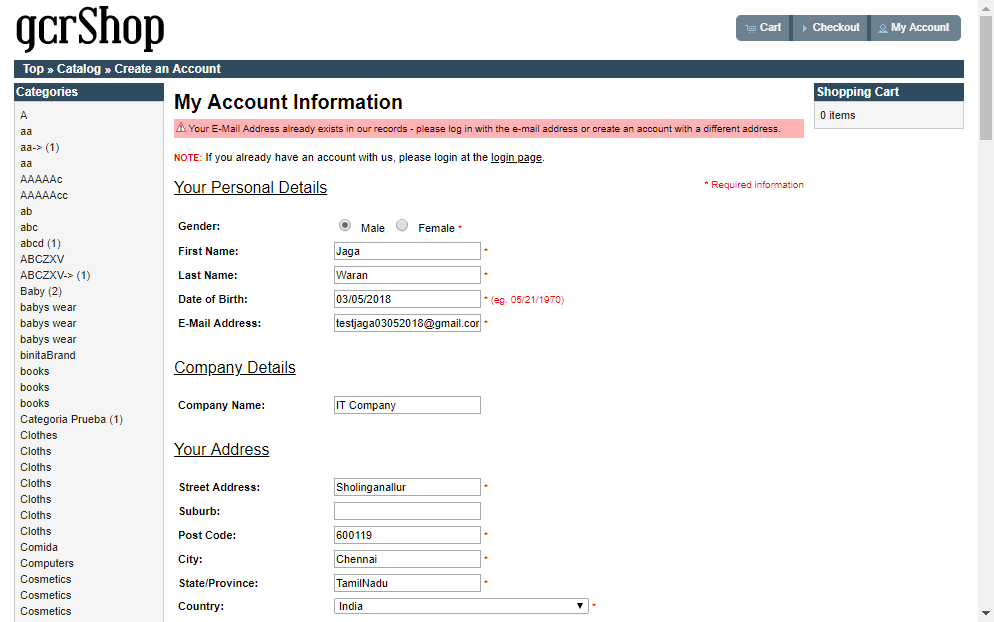 gcrShop
Cart
Checkout
My Account
Top » Catalog » Create an Account
Categories
A
aa
aa-> (1)
aa
AAAAAc
AAAAAcc
ab
abc
abcd (1)
ABCZXV
ABCZXV-> (1)
Baby (2)
babys wear
babys wear
babys wear
binitaBrand
books
books
books
Categoria Prueba (1)
Clothes
Cloths
Cloths
Cloths
Cloths
Cloths
Cloths
Comida
Computers
Cosmetics
Cosmetics
Cosmetics
My Account Information
Your E-Mail Address already exists in our records - please log in with the e-mail address or create an account with a different address.
NOTE: If you already have an account with us, please login at the login page.
Your Personal Details
* Required information
Gender: Male Female *
First Name: Jaga *
Last Name: Waran *
Date of Birth: 03/05/2018 * (eg. 05/21/1970)
E-Mail Address: testjaga03052018@gmail.cor *
Company Details
Company Name: IT Company
Your Address
Street Address: Sholinganallur *
Suburb:
Post Code: 600119 *
City: Chennai *
State/Province: TamilNadu *
Country: India *
Shopping Cart
0 items